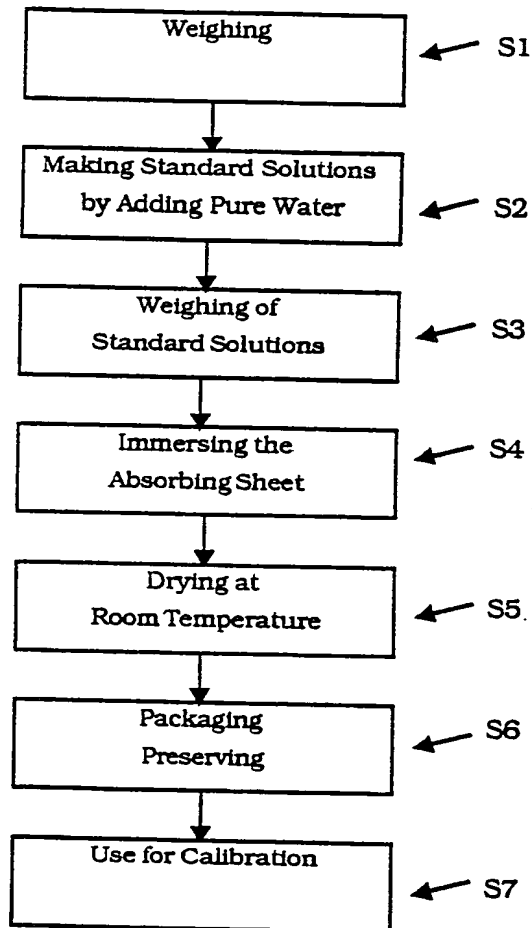 Weighing
S1
Making Standard Solutions
by Adding Pure Water
S2
Weighing of
Standard Solutions
S3
Immersing the
Absorbing Sheet
S4
Drying at
Room Temperature
S5.
Packaging
Preserving
S6
Use for Calibration
S7